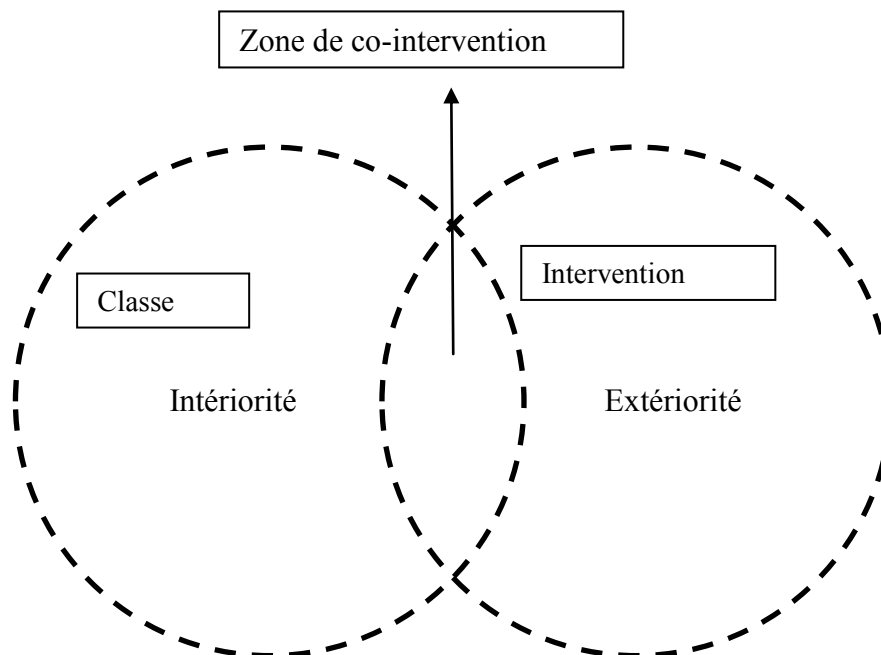 Zone de co-intervention
Intervention
Classe
Intériorité
Extériorité